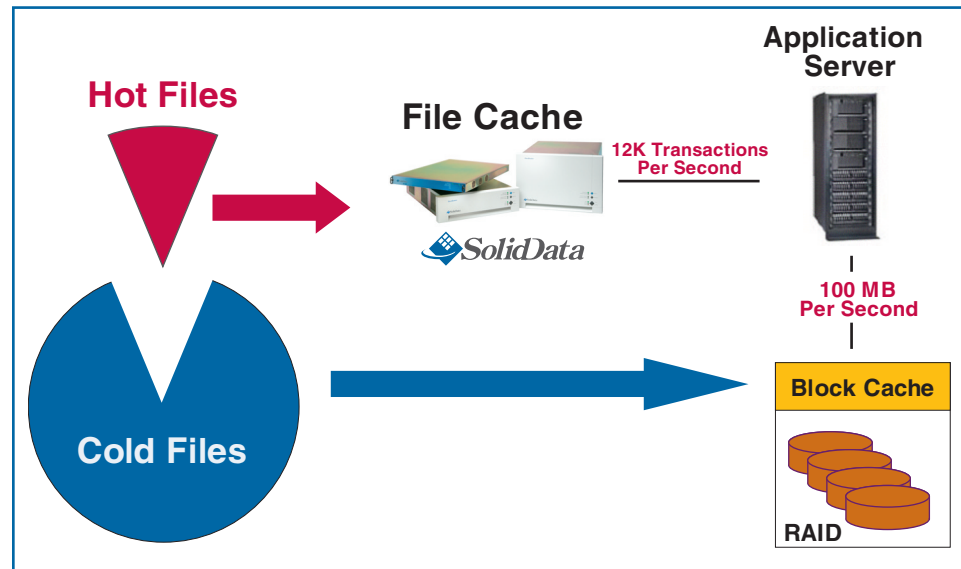 Hot Files
File Cache
Application
Server
12K Transactions
Per Second
SolidData
100 MB
Per Second
Cold Files
Block Cache
RAID